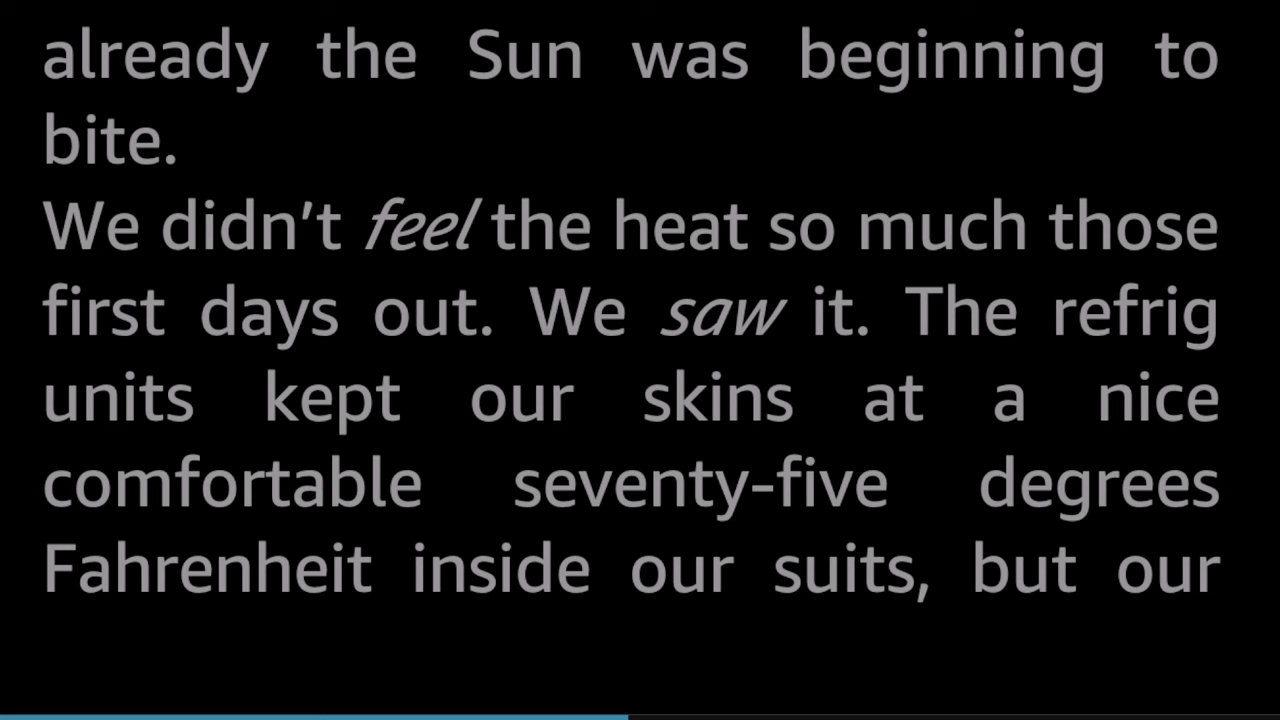 already the Sun was beginning to
bite.
We didn’t feel the heat so much those
first days out. We saw it. The refrig
units kept our skins at a nice
comfortable seventy-five degrees
Fahrenheit inside our suits, but our